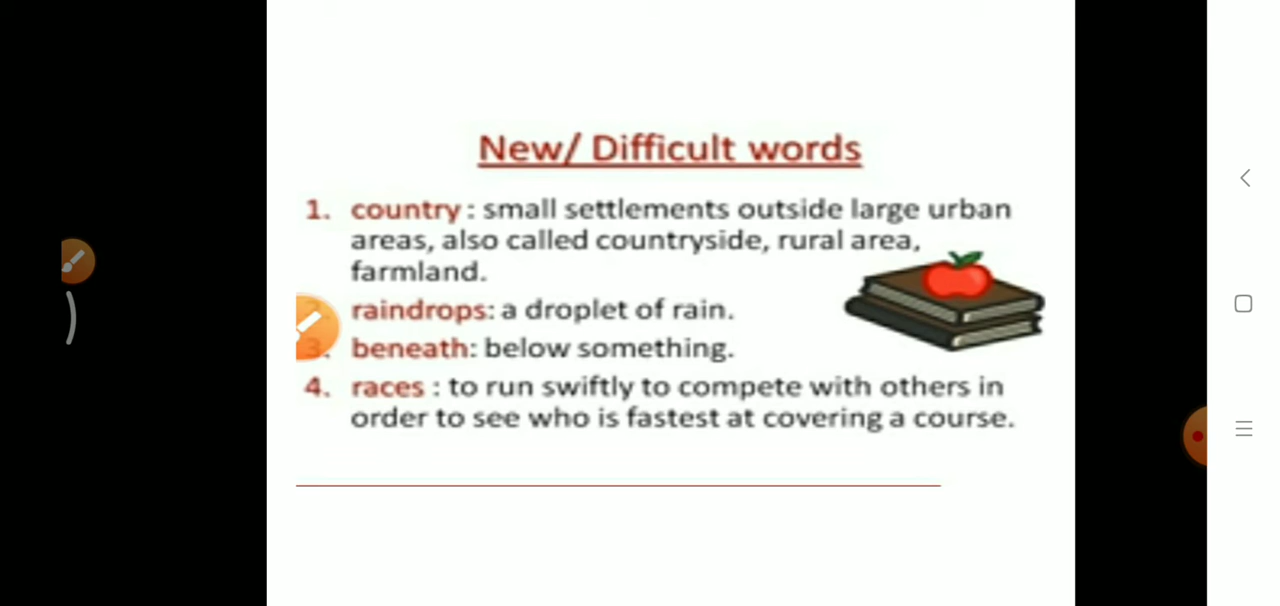 New/ Difficult words
1. country : small settlements outside large urban
areas, also called countryside, rural area,
farmland.
raindrops: a droplet of rain.
3. beneath: below something.
4. races : to run swiftly to compete with others in
order to see who is fastest at covering a course.